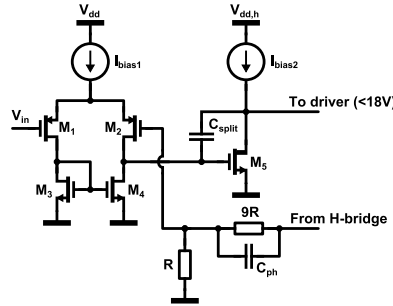 Vdd
Vdd,h
Ibias1
Ibias2
Vin
M1
M2
Csplit
To driver (<18V)
M3
M4
M5
9R
From H-bridge
R
Cph